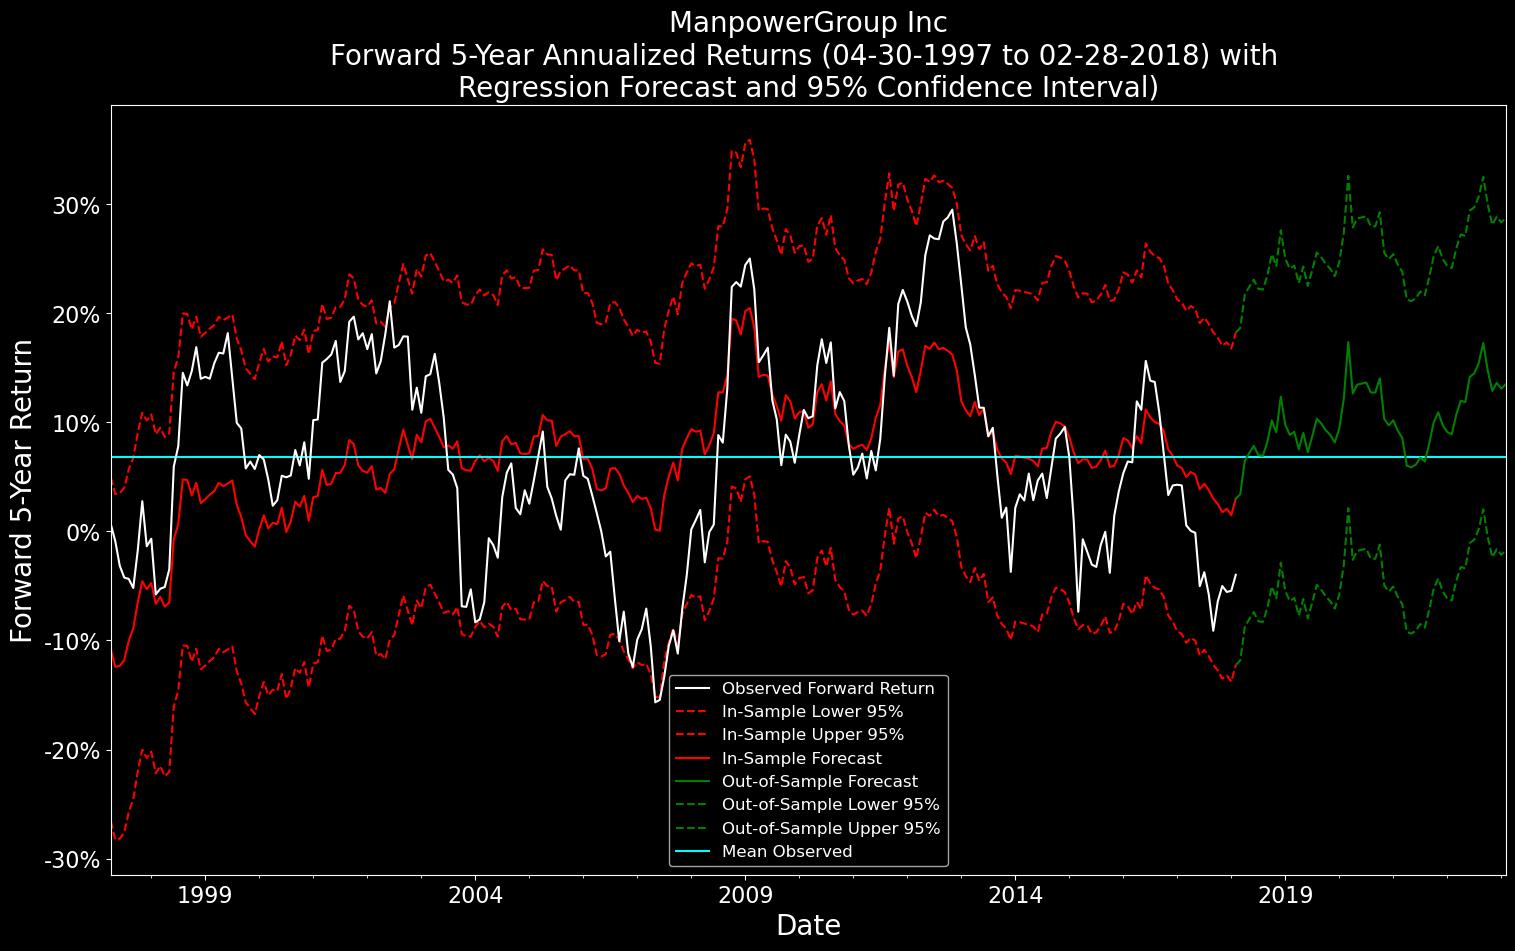 ManpowerGroup Inc
Forward 5-Year Annualized Returns (04-30-1997 to 02-28-2018) with
Regression Forecast and 95% Confidence Interval)
Forward 5-Year Return
30%
20%
10%
0%
-10%
-20%
-30%
Observed Forward Return
In-Sample Lower 95%
In-Sample Upper 95%
In-Sample Forecast
Out-of-Sample Forecast
Out-of-Sample Lower 95%
Out-of-Sample Upper 95%
Mean Observed
1999 2004 2009 2014 2019
Date